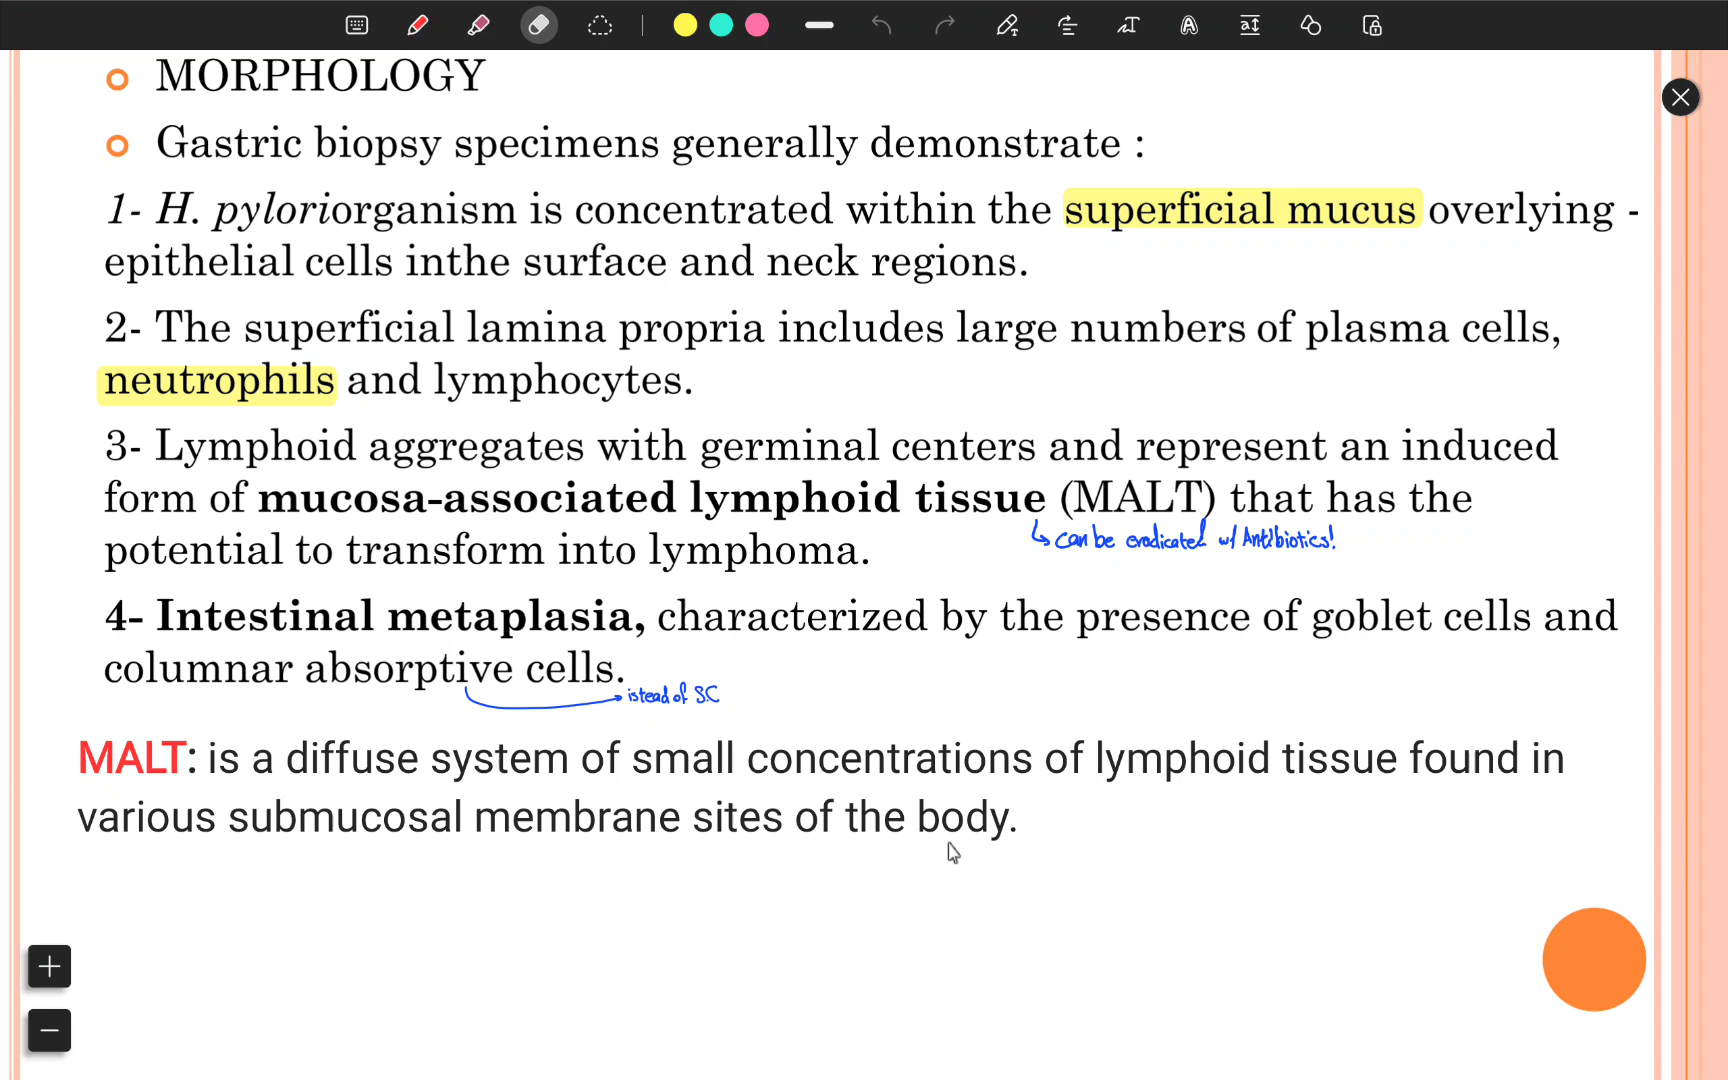 MORPHOLOGY
Gastric biopsy specimens generally demonstrate :
1- H. pyloriorganism is concentrated within the superficial mucus overlying -
epithelial cells inthe surface and neck regions.
2- The superficial lamina propria includes large numbers of plasma cells,
neutrophils and lymphocytes.
3- Lymphoid aggregates with germinal centers and represent an induced
form of mucosa-associated lymphoid tissue (MALT) that has the
can be eradicated w/ Antibiotics!
potential to transform into lymphoma.
4- Intestinal metaplasia, characterized by the presence of goblet cells and
columnar absorptive cells.
istead of S.C
MALT: is a diffuse system of small concentrations of lymphoid tissue found in
various submucosal membrane sites of the body.